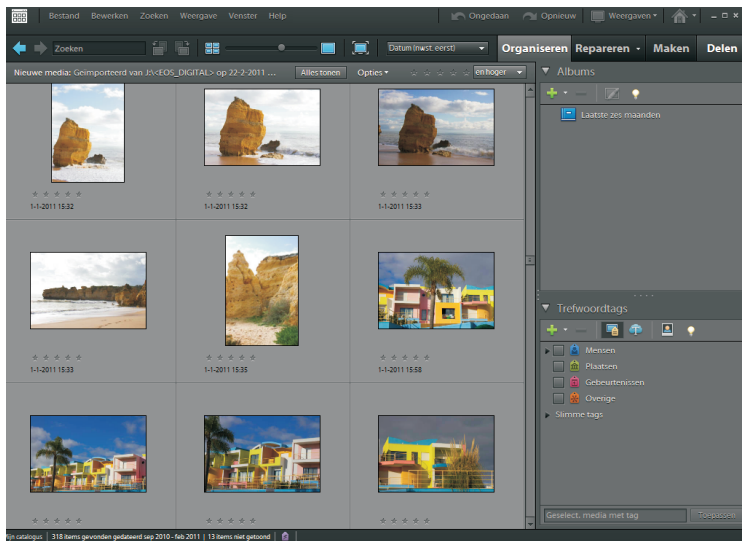 Bestand Bewerken Zoeken Weergave Venster Help Ongedaan Opnieuw Weergaven
Zoeken Datum (nwst. eerst) Organiseren Repareren Maken Delen
Nieuwe media: Geïmporteerd van J:\<EOS_DIGITAL> op 22-2-2011 ... Alles tonen Opties en hoger
Albums
Laatste zes maanden
1-1-2011 15:32 1-1-2011 15:32 1-1-2011 15:33
1-1-2011 15:33 1-1-2011 15:35 1-1-2011 15:58
Trefwoordtags
Mensen
Plaatsen
Gebeurtenissen
Overige
Slimme tags
Geselect. media met tag Toepassen
ijn catalogus 318 items gevonden gedateerd sep 2010 - feb 2011 | 13 items niet getoond